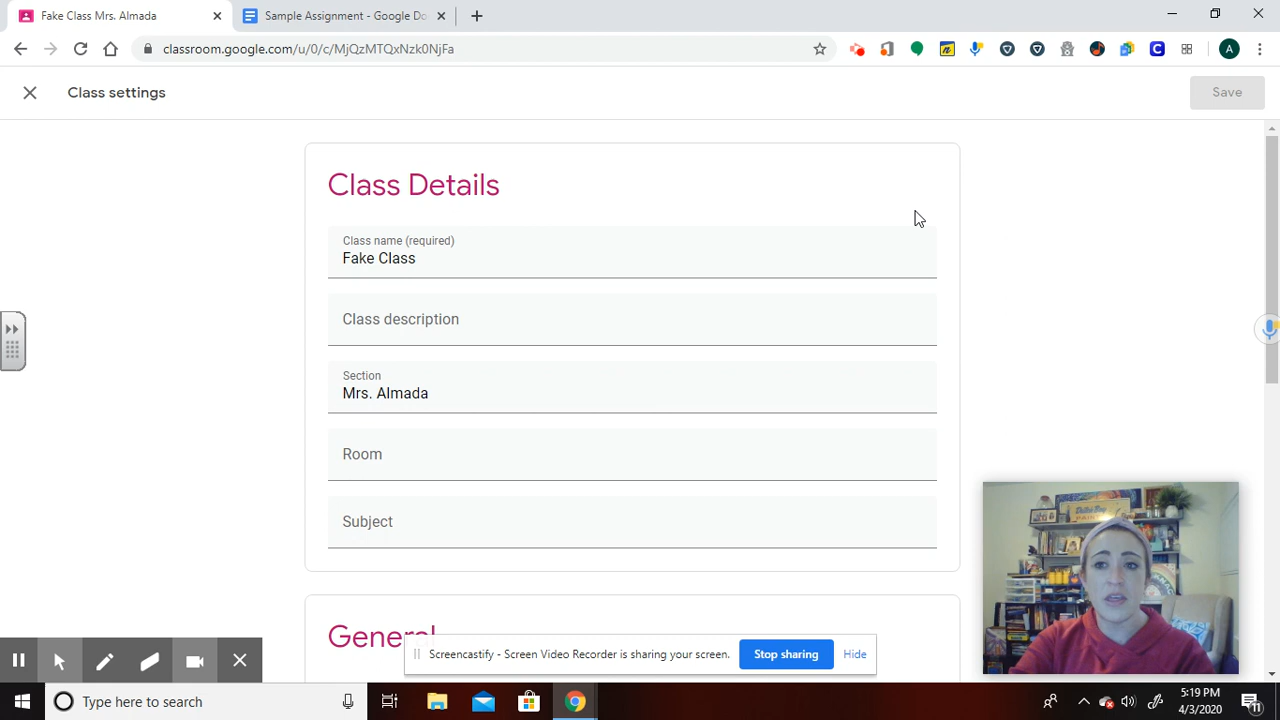 Fake Class Mrs. Almada
Sample Assignment - Google Do
classroom.google.com/u/0/c/MjQzMTQxNzk0NjFa
A
Class settings
Save
Class Details
Class name (required)
Fake Class
Class description
Section
Mrs. Almada
Room
Subject
General
Screencastify - Screen Video Recorder is sharing your screen.
Stop sharing
Hide
Type here to search
5:19 PM
4/3/2020
11